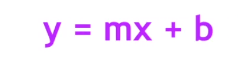 y = mx + b